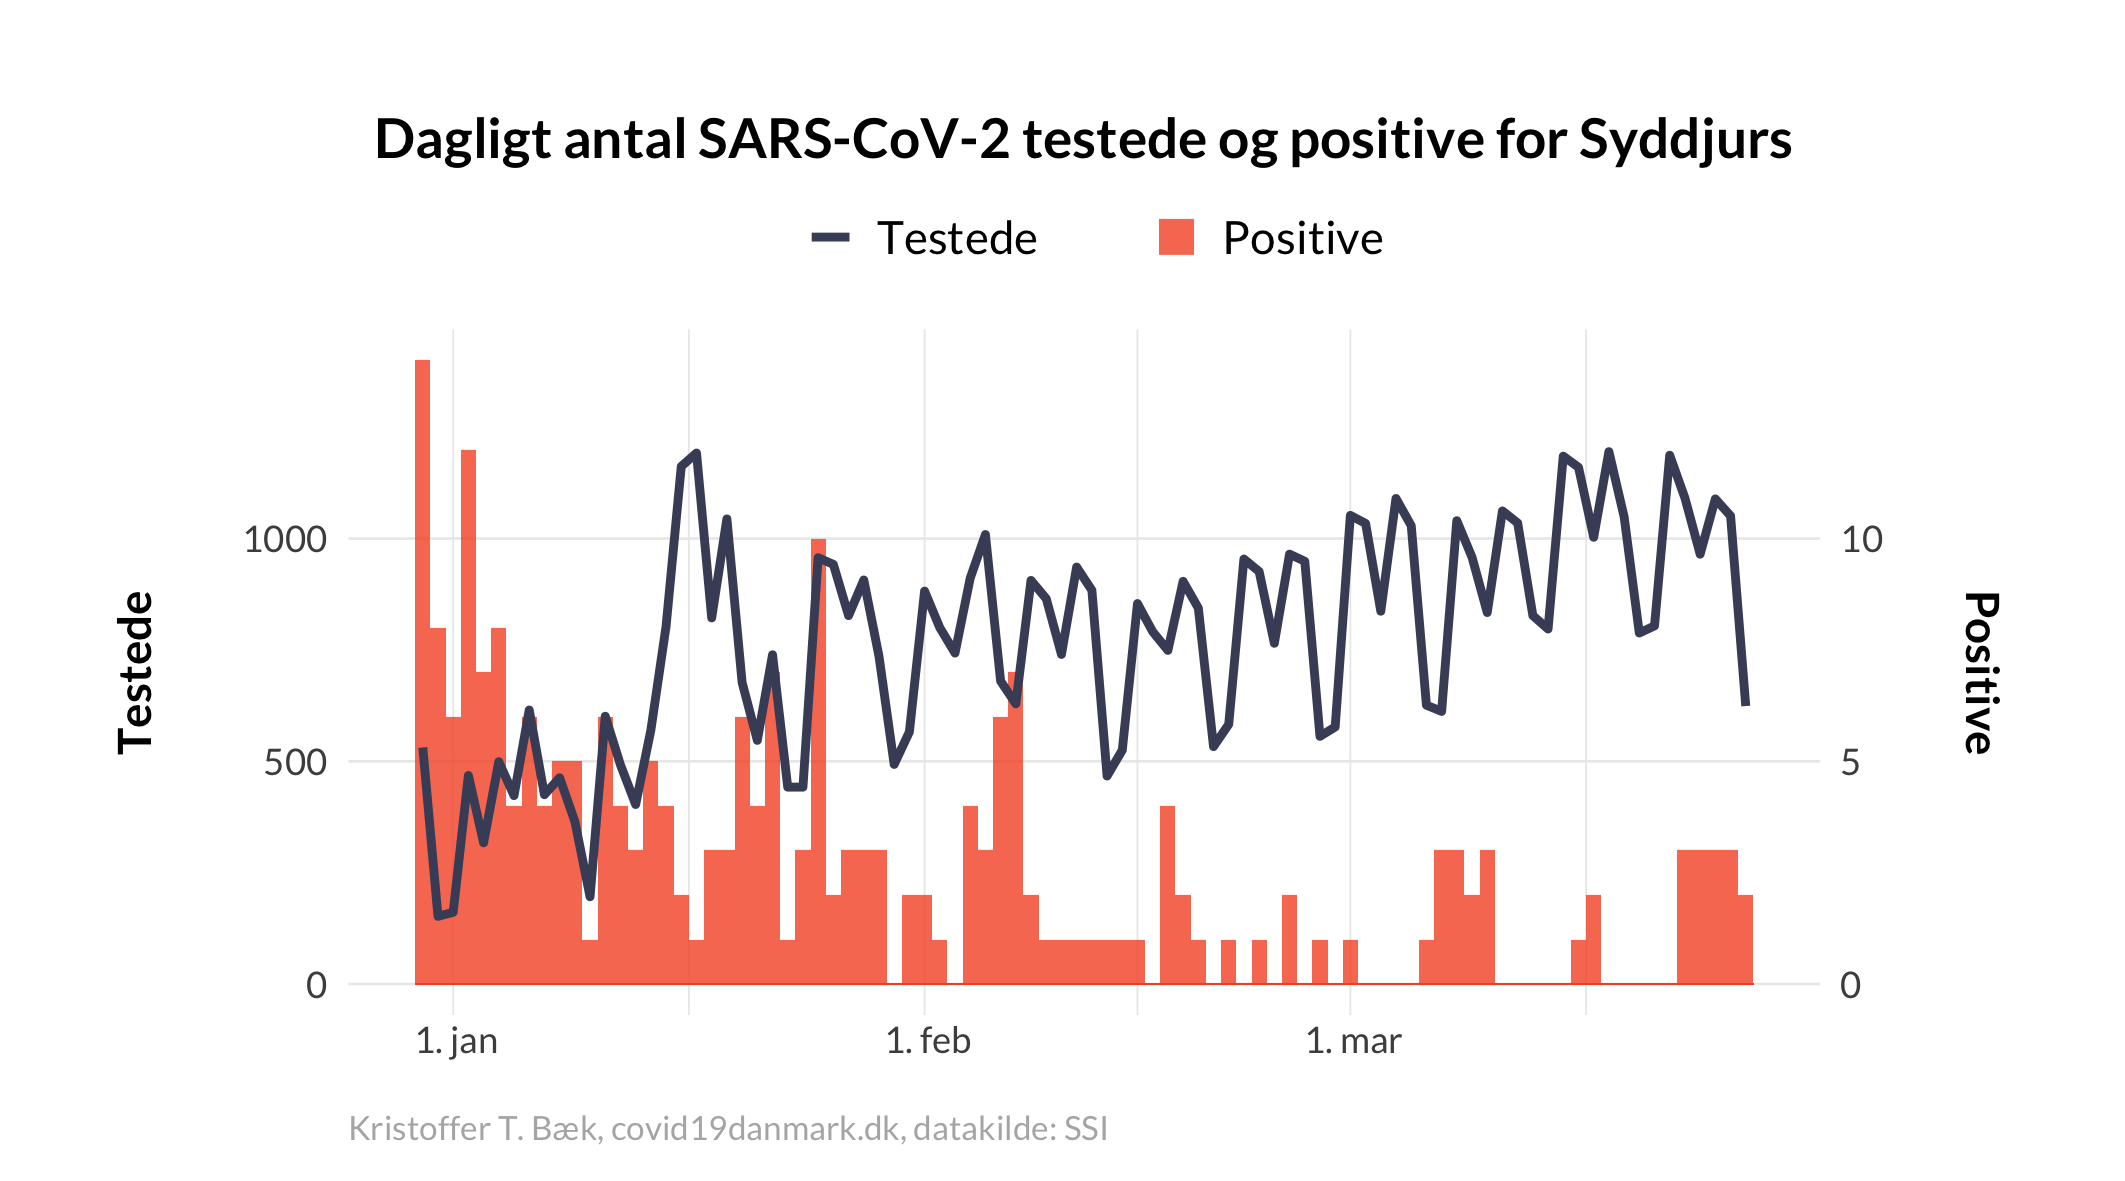 Dagligt antal SARS-CoV-2 testede og positive for Syddjurs
Testede
Positive
1000
500
0
Testede
10
5
0
Positive
1. jan
1. feb
1. mar
Kristoffer T. Bæk, covid19danmark.dk, datakilde: SSI